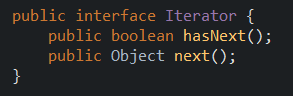 public interface Iterator {
    public boolean hasNext();
    public Object next();
}